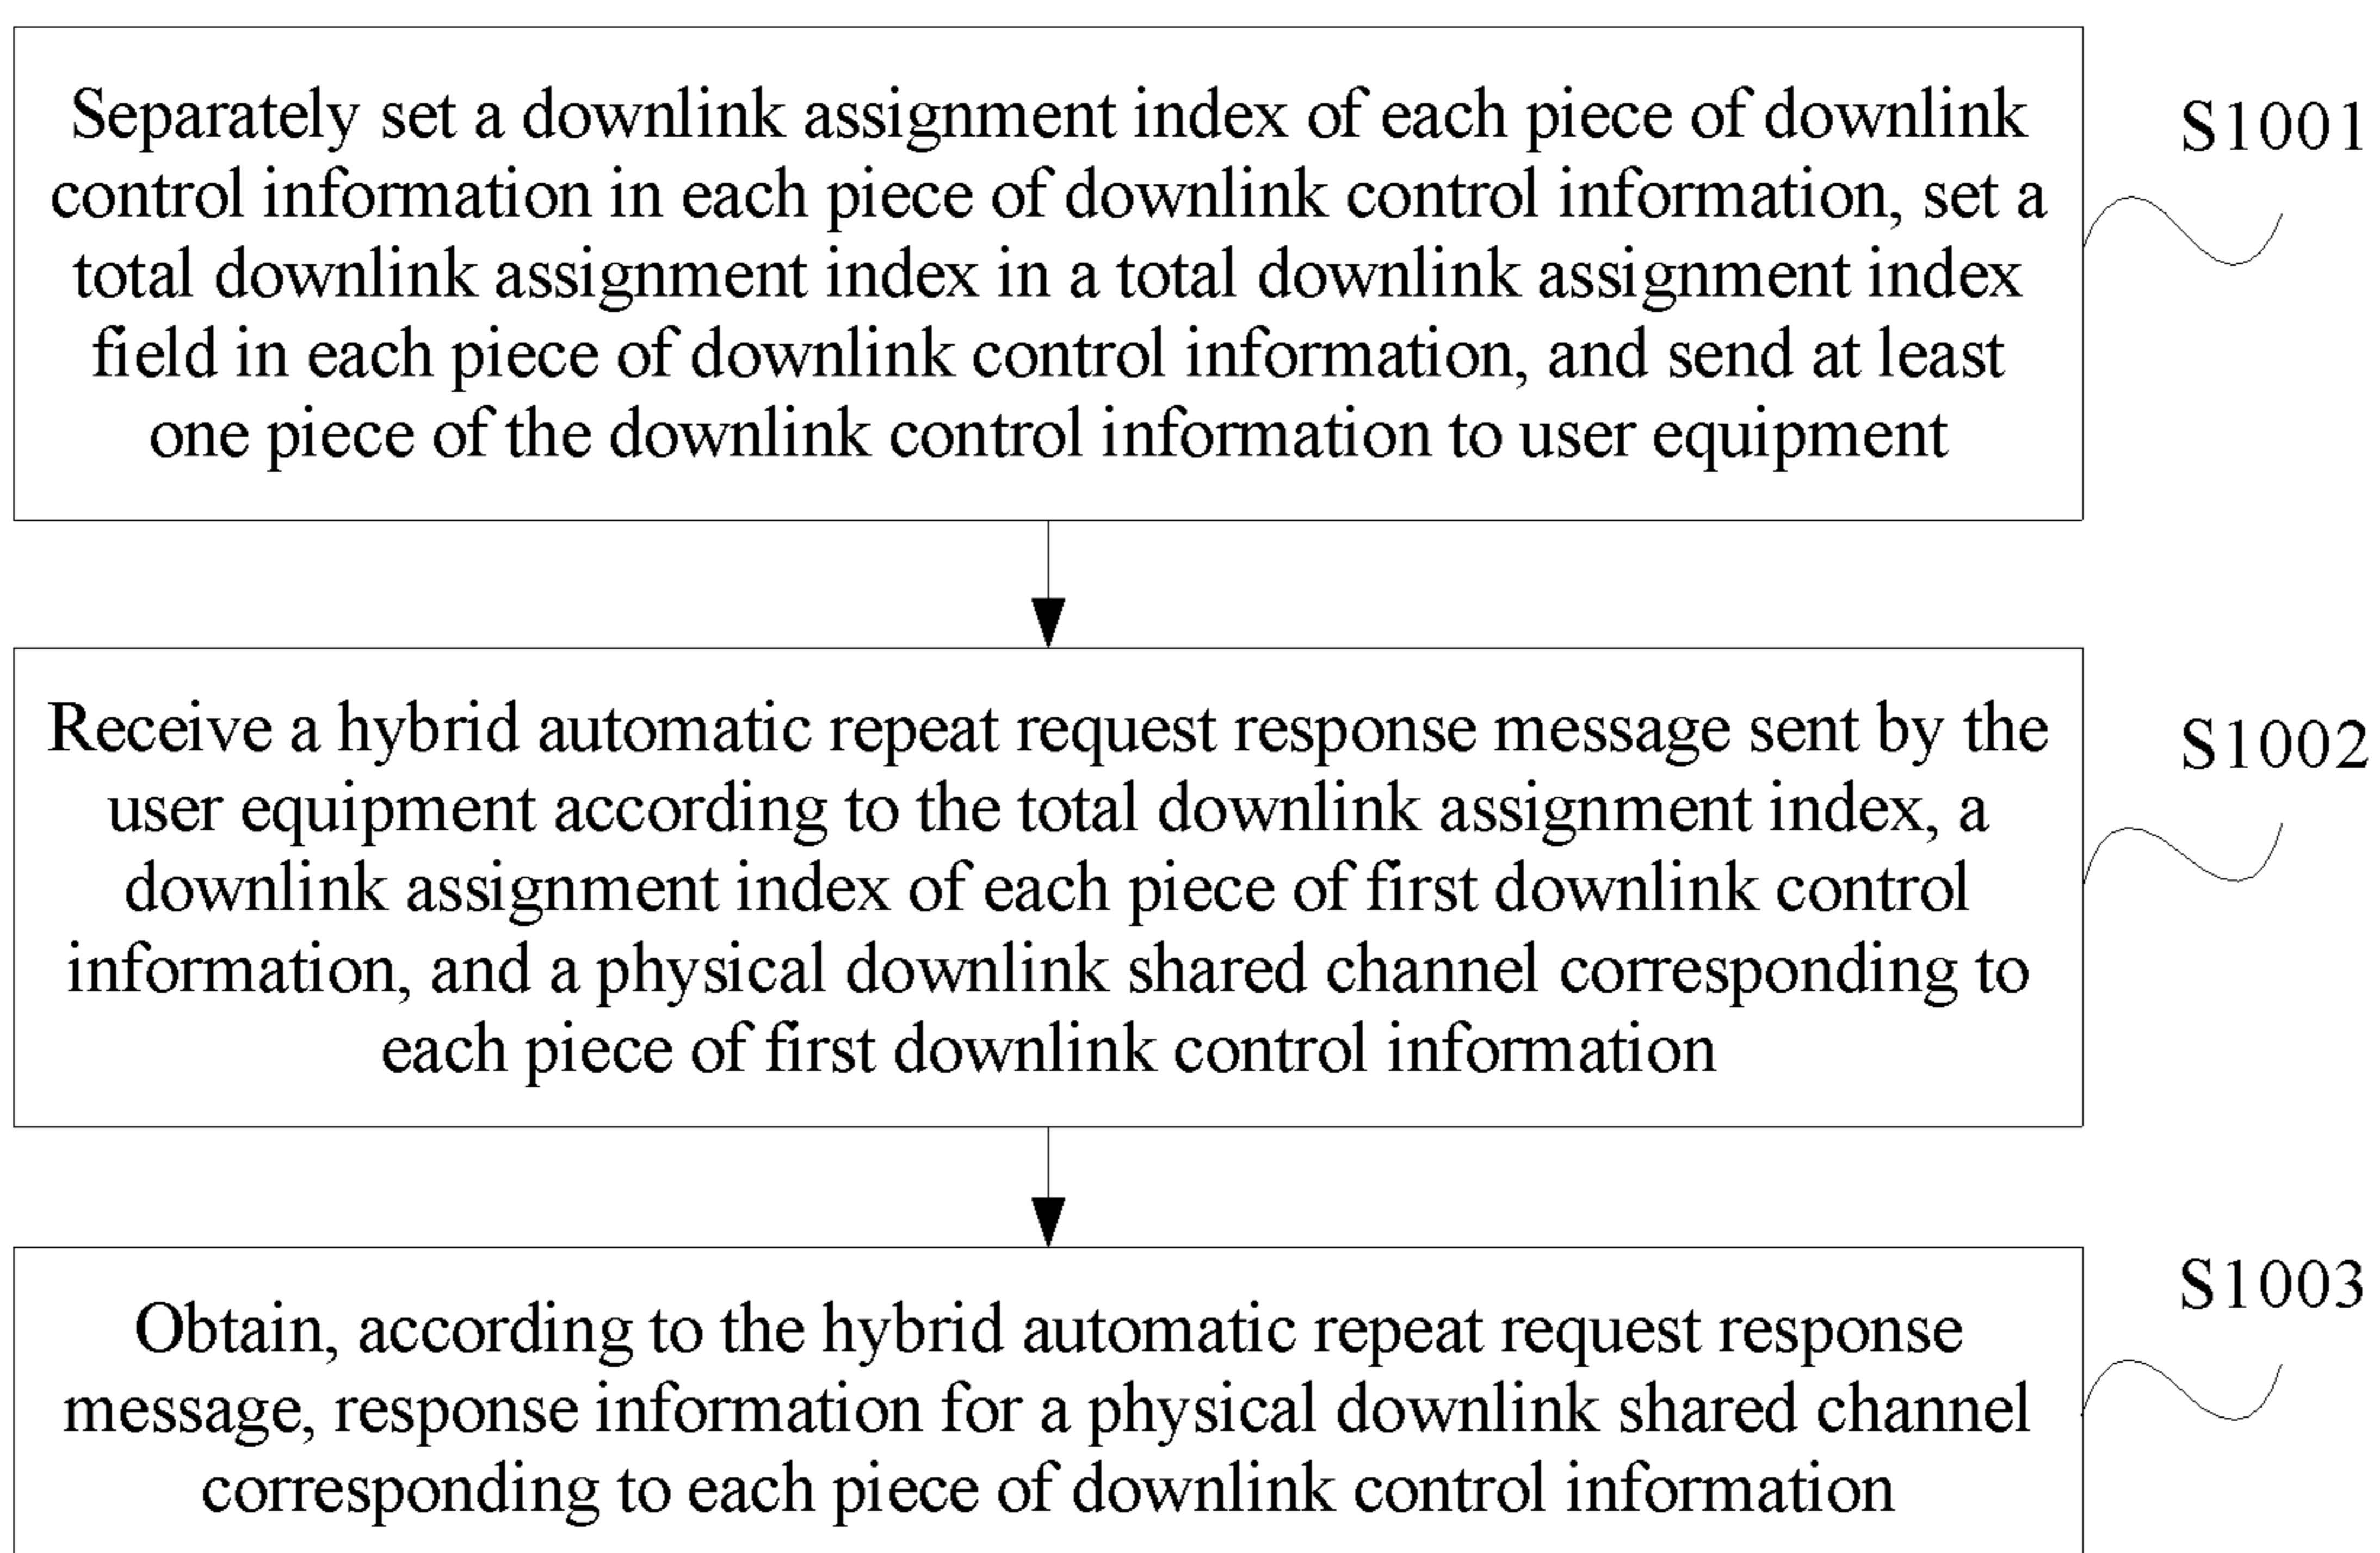 Separately set a downlink assignment index of each piece of downlink
control information in each piece of downlink control information, set a
total downlink assignment index in a total downlink assignment index
field in each piece of downlink control information, and send at least
one piece of the downlink control information to user equipment
S1001
Receive a hybrid automatic repeat request response message sent by the
user equipment according to the total downlink assignment index, a
downlink assignment index of each piece of first downlink control
information, and a physical downlink shared channel corresponding to
each piece of first downlink control information
S1002
Obtain, according to the hybrid automatic repeat request response
message, response information for a physical downlink shared channel
corresponding to each piece of downlink control information
S1003